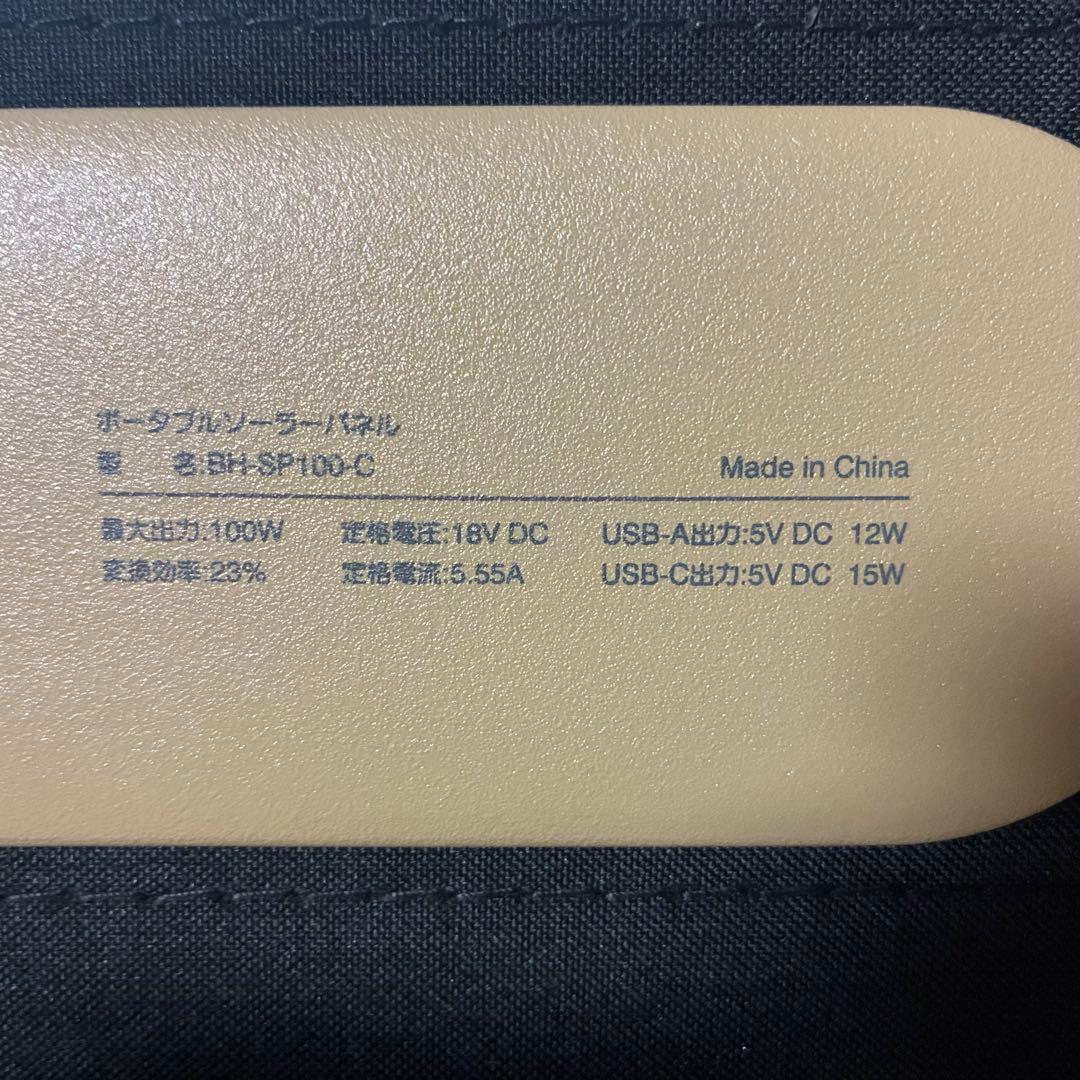 ポータブルソーラーパネル
型 名:BH-SP100-C Made in China
最大出力:100W 定格電圧:18V DC USB-A出力:5V DC 12W
変換効率:23% 定格電流:5.55A USB-C出力:5V DC 15W